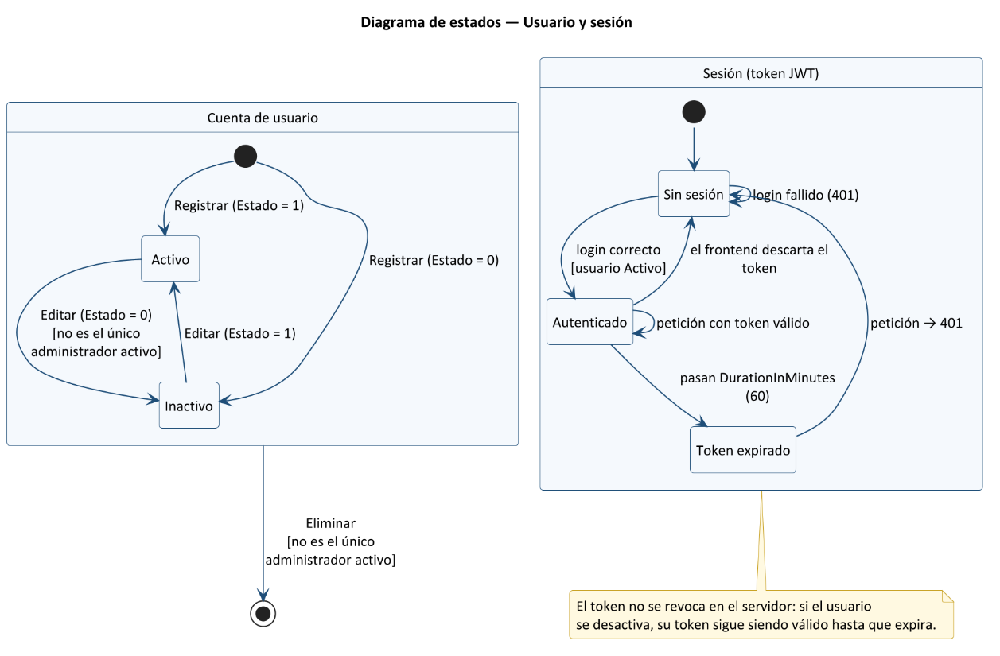 Diagrama de estados — Usuario y sesión
Cuenta de usuario
Registrar (Estado = 1)
Activo
Registrar (Estado = 0)
Editar (Estado = 0)
[no es el único
administrador activo]
Editar (Estado = 1)
Inactivo
Eliminar
[no es el único
administrador activo]
Sesión (token JWT)
Sin sesión
login fallido (401)
login correcto
[usuario Activo]
el frontend descarta el
token
Autenticado
petición con token válido
petición → 401
pasan DurationInMinutes
(60)
Token expirado
El token no se revoca en el servidor: si el usuario
se desactiva, su token sigue siendo válido hasta que expira.